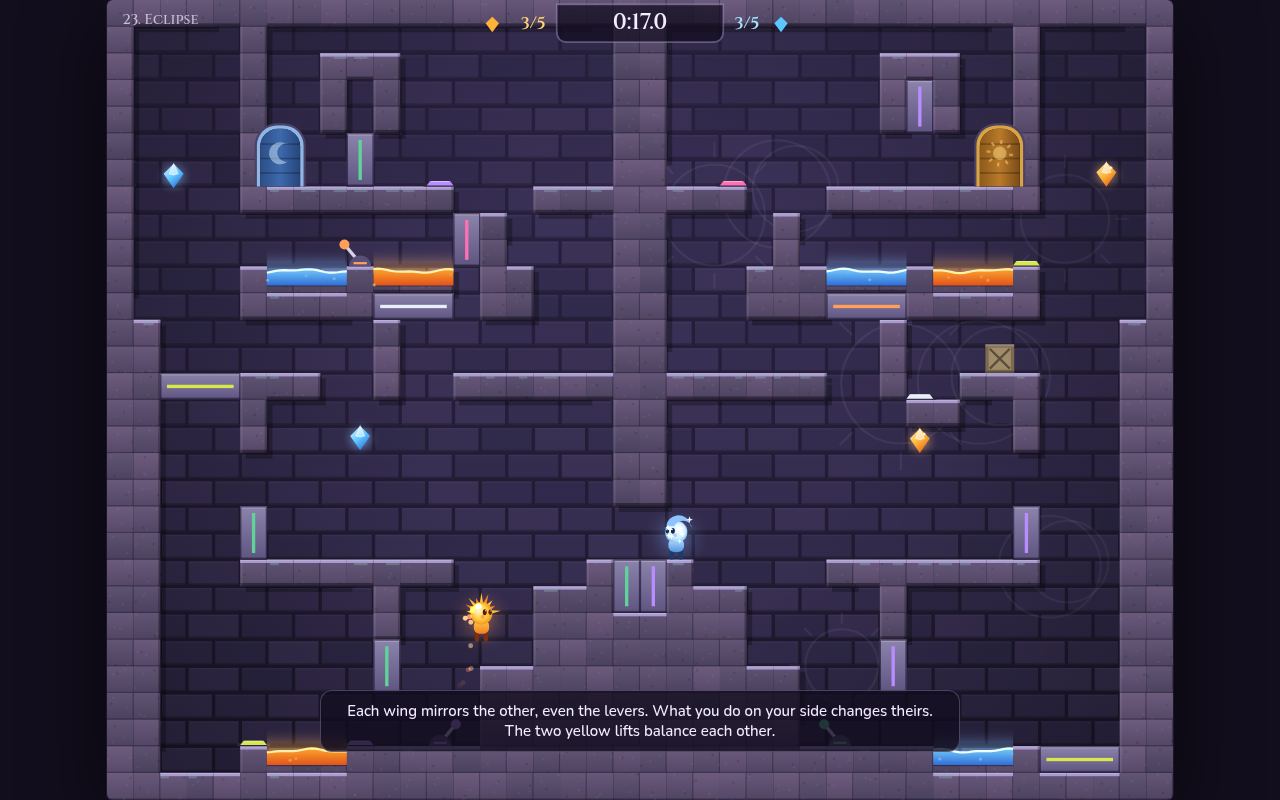 23. Eclipse
3/5
0:17.0
3/5
Each wing mirrors the other, even the levers. What you do on your side changes theirs.
The two yellow lifts balance each other.